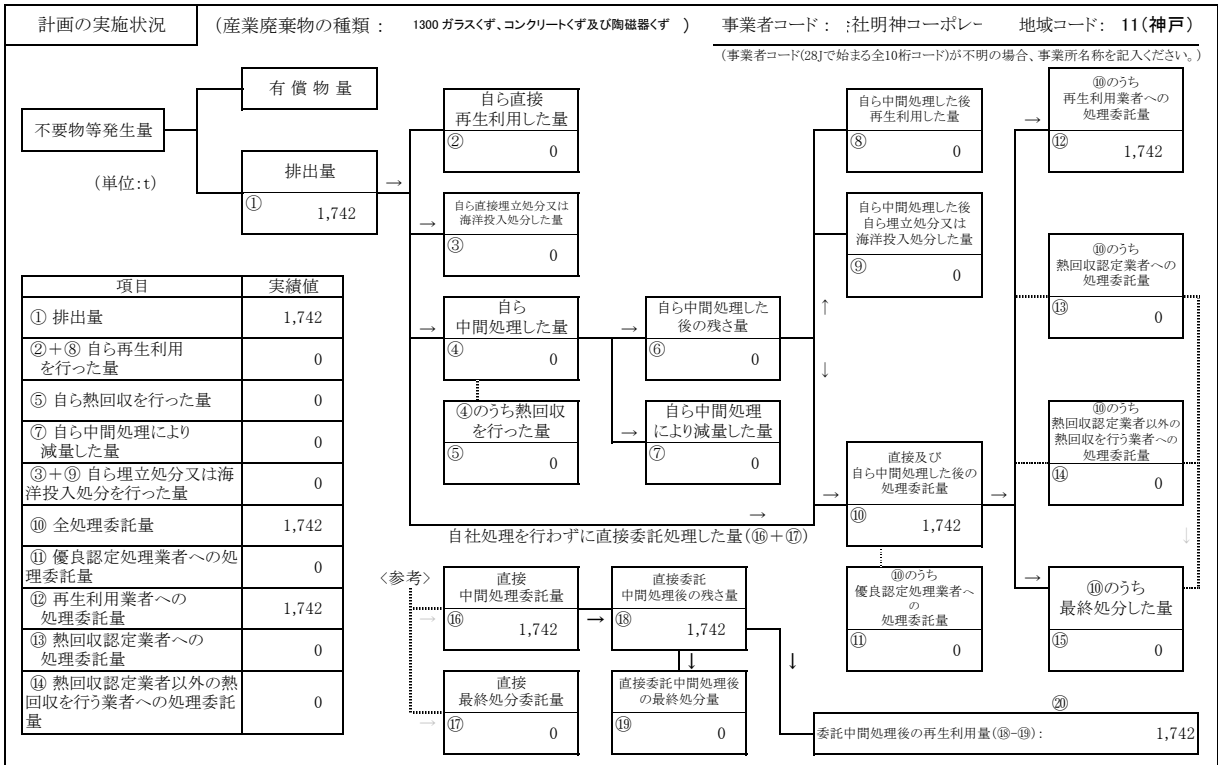 計画の実施状況
(産業廃棄物の種類： 1300 ガラスくず、コンクリートくず及び陶磁器くず )
事業者コード： 社明神コーポレー
地域コード： 11(神戸)
(事業者コード(28Jで始まる全10桁コード)が不明の場合、事業所名称を記入ください。)
不要物等発生量
(単位:t)
有償物量
排出量
① 1,742
→
自ら直接
再生利用した量
② 0
→
自ら直接埋立処分又は
海洋投入処分した量
③ 0
→
自ら
中間処理した量
④ 0
④のうち熱回収
を行った量
⑤ 0
→
自ら中間処理した
後の残さ量
⑥ 0
→
自ら中間処理
により減量した量
⑦ 0
自ら中間処理した後
再生利用した量
⑧ 0
自ら中間処理した後
自ら埋立処分又は
海洋投入処分した量
⑨ 0
↑
↓
→
直接及び
自ら中間処理した後の
処理委託量
⑩ 1,742
→
⑩のうち
優良認定処理業者へ
の
処理委託量
⑪ 0
→
⑩のうち
再生利用業者への
処理委託量
⑫ 1,742
⑩のうち
熱回収認定業者への
処理委託量
⑬ 0
⑩のうち
熱回収認定業者以外の
熱回収を行う業者への
処理委託量
⑭ 0
↓
→
⑩のうち
最終処分した量
⑮ 0
→
自社処理を行わずに直接委託処理した量(⑯＋⑰)
項目 実績値
① 排出量 1,742
②＋⑧ 自ら再生利用
を行った量 0
⑤ 自ら熱回収を行った量 0
⑦ 自ら中間処理により
減量した量 0
③＋⑨ 自ら埋立処分又は海
洋投入処分を行った量 0
⑩ 全処理委託量 1,742
⑪ 優良認定処理業者への処
理委託量 0
⑫ 再生利用業者への
処理委託量 1,742
⑬ 熱回収認定業者への
処理委託量 0
⑭ 熱回収認定業者以外の熱
回収を行う業者への処理委託
量 0
〈参考〉
→
直接
中間処理委託量
⑯ 1,742
→
直接委託
中間処理後の残さ量
⑱ 1,742
→
直接
最終処分委託量
⑰ 0
↓
直接委託中間処理後
の最終処分量
⑲ 0
↓
⑳
委託中間処理後の再生利用量(⑱-⑲)： 1,742